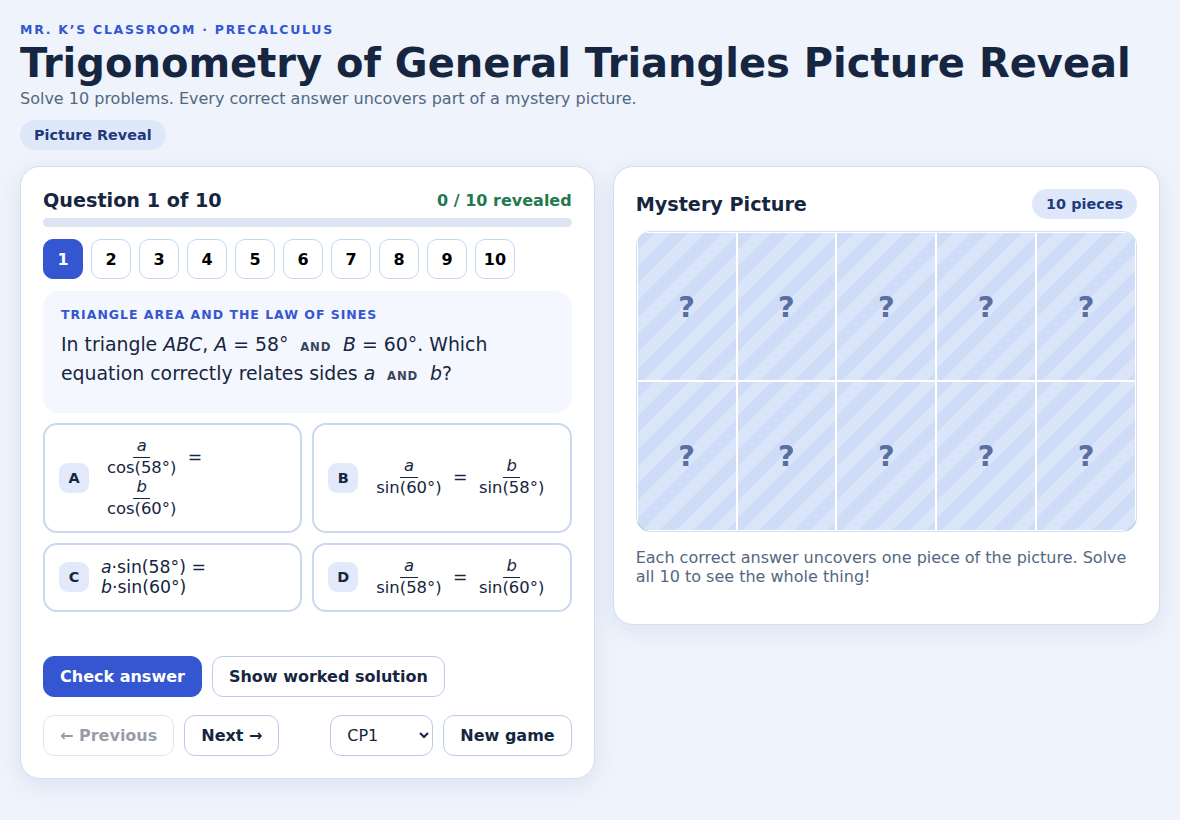 MR. K’S CLASSROOM · PRECALCULUS
Trigonometry of General Triangles Picture Reveal
Solve 10 problems. Every correct answer uncovers part of a mystery picture.
Picture Reveal
Question 1 of 10
0 / 10 revealed
1 2 3 4 5 6 7 8 9 10
TRIANGLE AREA AND THE LAW OF SINES
In triangle ABC, A = 58° AND B = 60°. Which
equation correctly relates sides a AND b?
A
a
cos(58°)
=
b
cos(60°)
B
a
sin(60°)
=
b
sin(58°)
C
a·sin(58°) =
b·sin(60°)
D
a
sin(58°)
=
b
sin(60°)
Check answer
Show worked solution
← Previous
Next →
CP1
New game
Mystery Picture
10 pieces
? ? ? ? ?
? ? ? ? ?
Each correct answer uncovers one piece of the picture. Solve
all 10 to see the whole thing!